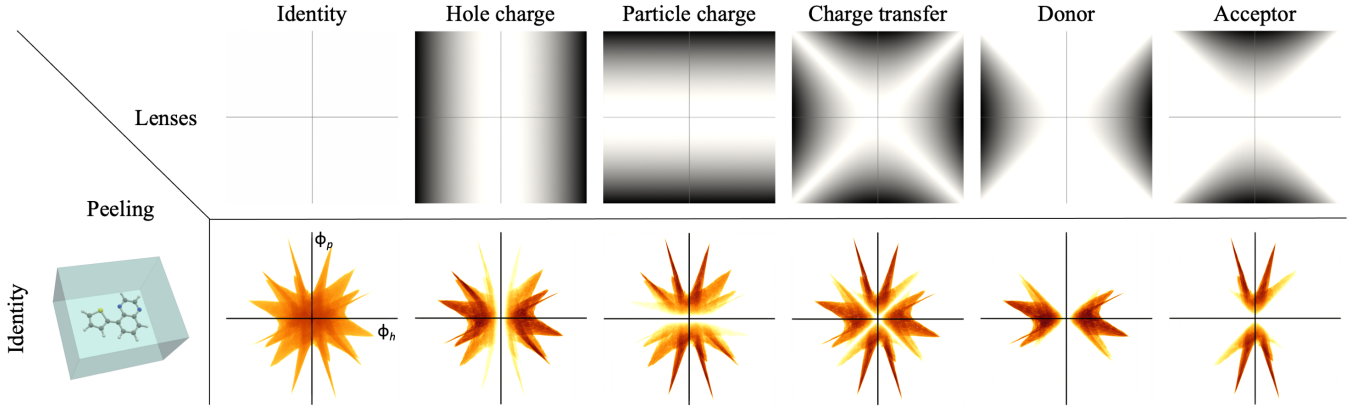 Identity Hole charge Particle charge Charge transfer Donor Acceptor
Lenses
Peeling
Identity
ϕp
ϕh